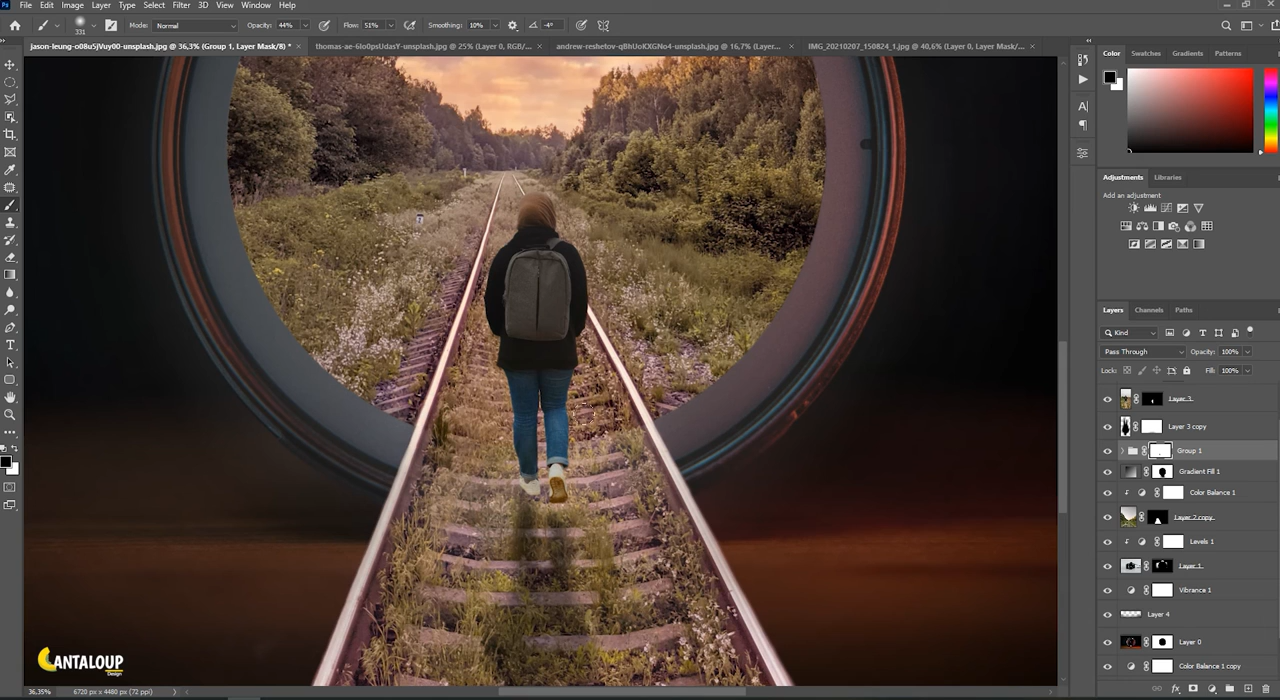 File Edit Image Layer Type Select Filter 3D View Window Help
331 Mode: Normal Opacity: 44% Flow: 51% Smoothing: 10% -4°
jason-leung-o08u5jVuy00-unsplash.jpg @ 36,3% (Group 1, Layer Mask/8) *
thomas-ae-6Io0psUdasY-unsplash.jpg @ 25% (Layer 0, RGB/...
andrew-reshetov-qBhUoKXGNo4-unsplash.jpg @ 16,7% (Layer...
IMG_20210207_150824_1.jpg @ 40,6% (Layer 0, Layer Mask/...
Color Swatches Gradients Patterns
Adjustments Libraries
Add an adjustment
Layers Channels Paths
Kind
Pass Through Opacity: 100%
Lock: Fill: 100%
Layer 3
Layer 3 copy
Group 1
Gradient Fill 1
Color Balance 1
Layer 2 copy
Levels 1
Layer 1
Vibrance 1
Layer 4
Layer 0
Color Balance 1 copy
CANTALOUP
Design
36,35% 6720 px x 4480 px (72 ppi)